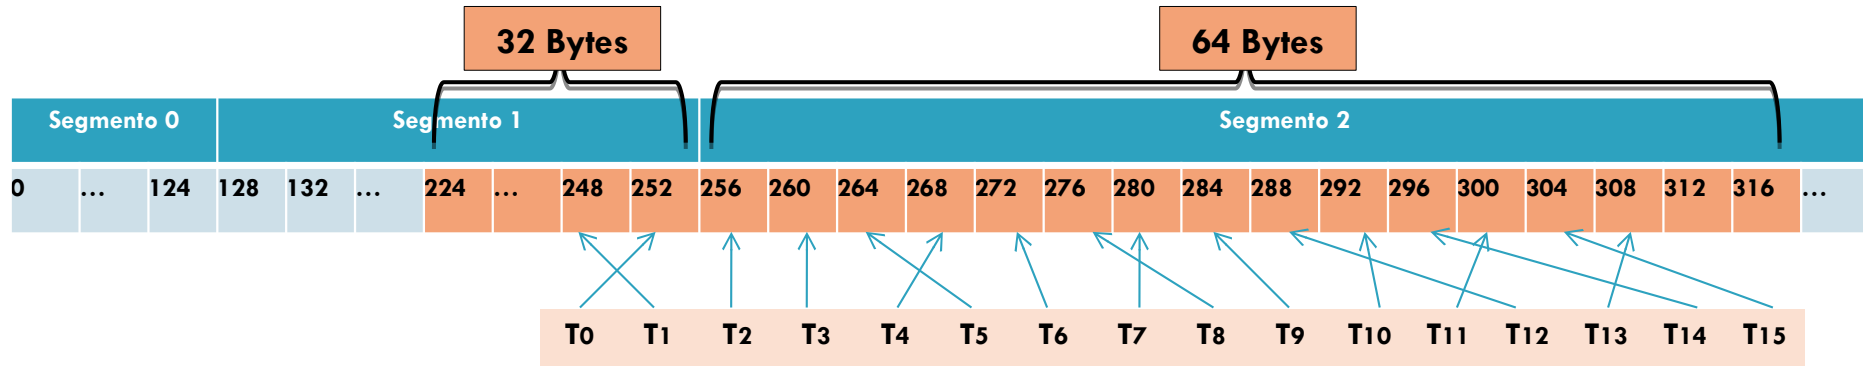 32 Bytes 64 Bytes
Segmento 0 Segmento 1 Segmento 2
0 ... 124 128 132 ... 224 ... 248 252 256 260 264 268 272 276 280 284 288 292 296 300 304 308 312 316 ...
T0 T1 T2 T3 T4 T5 T6 T7 T8 T9 T10 T11 T12 T13 T14 T15